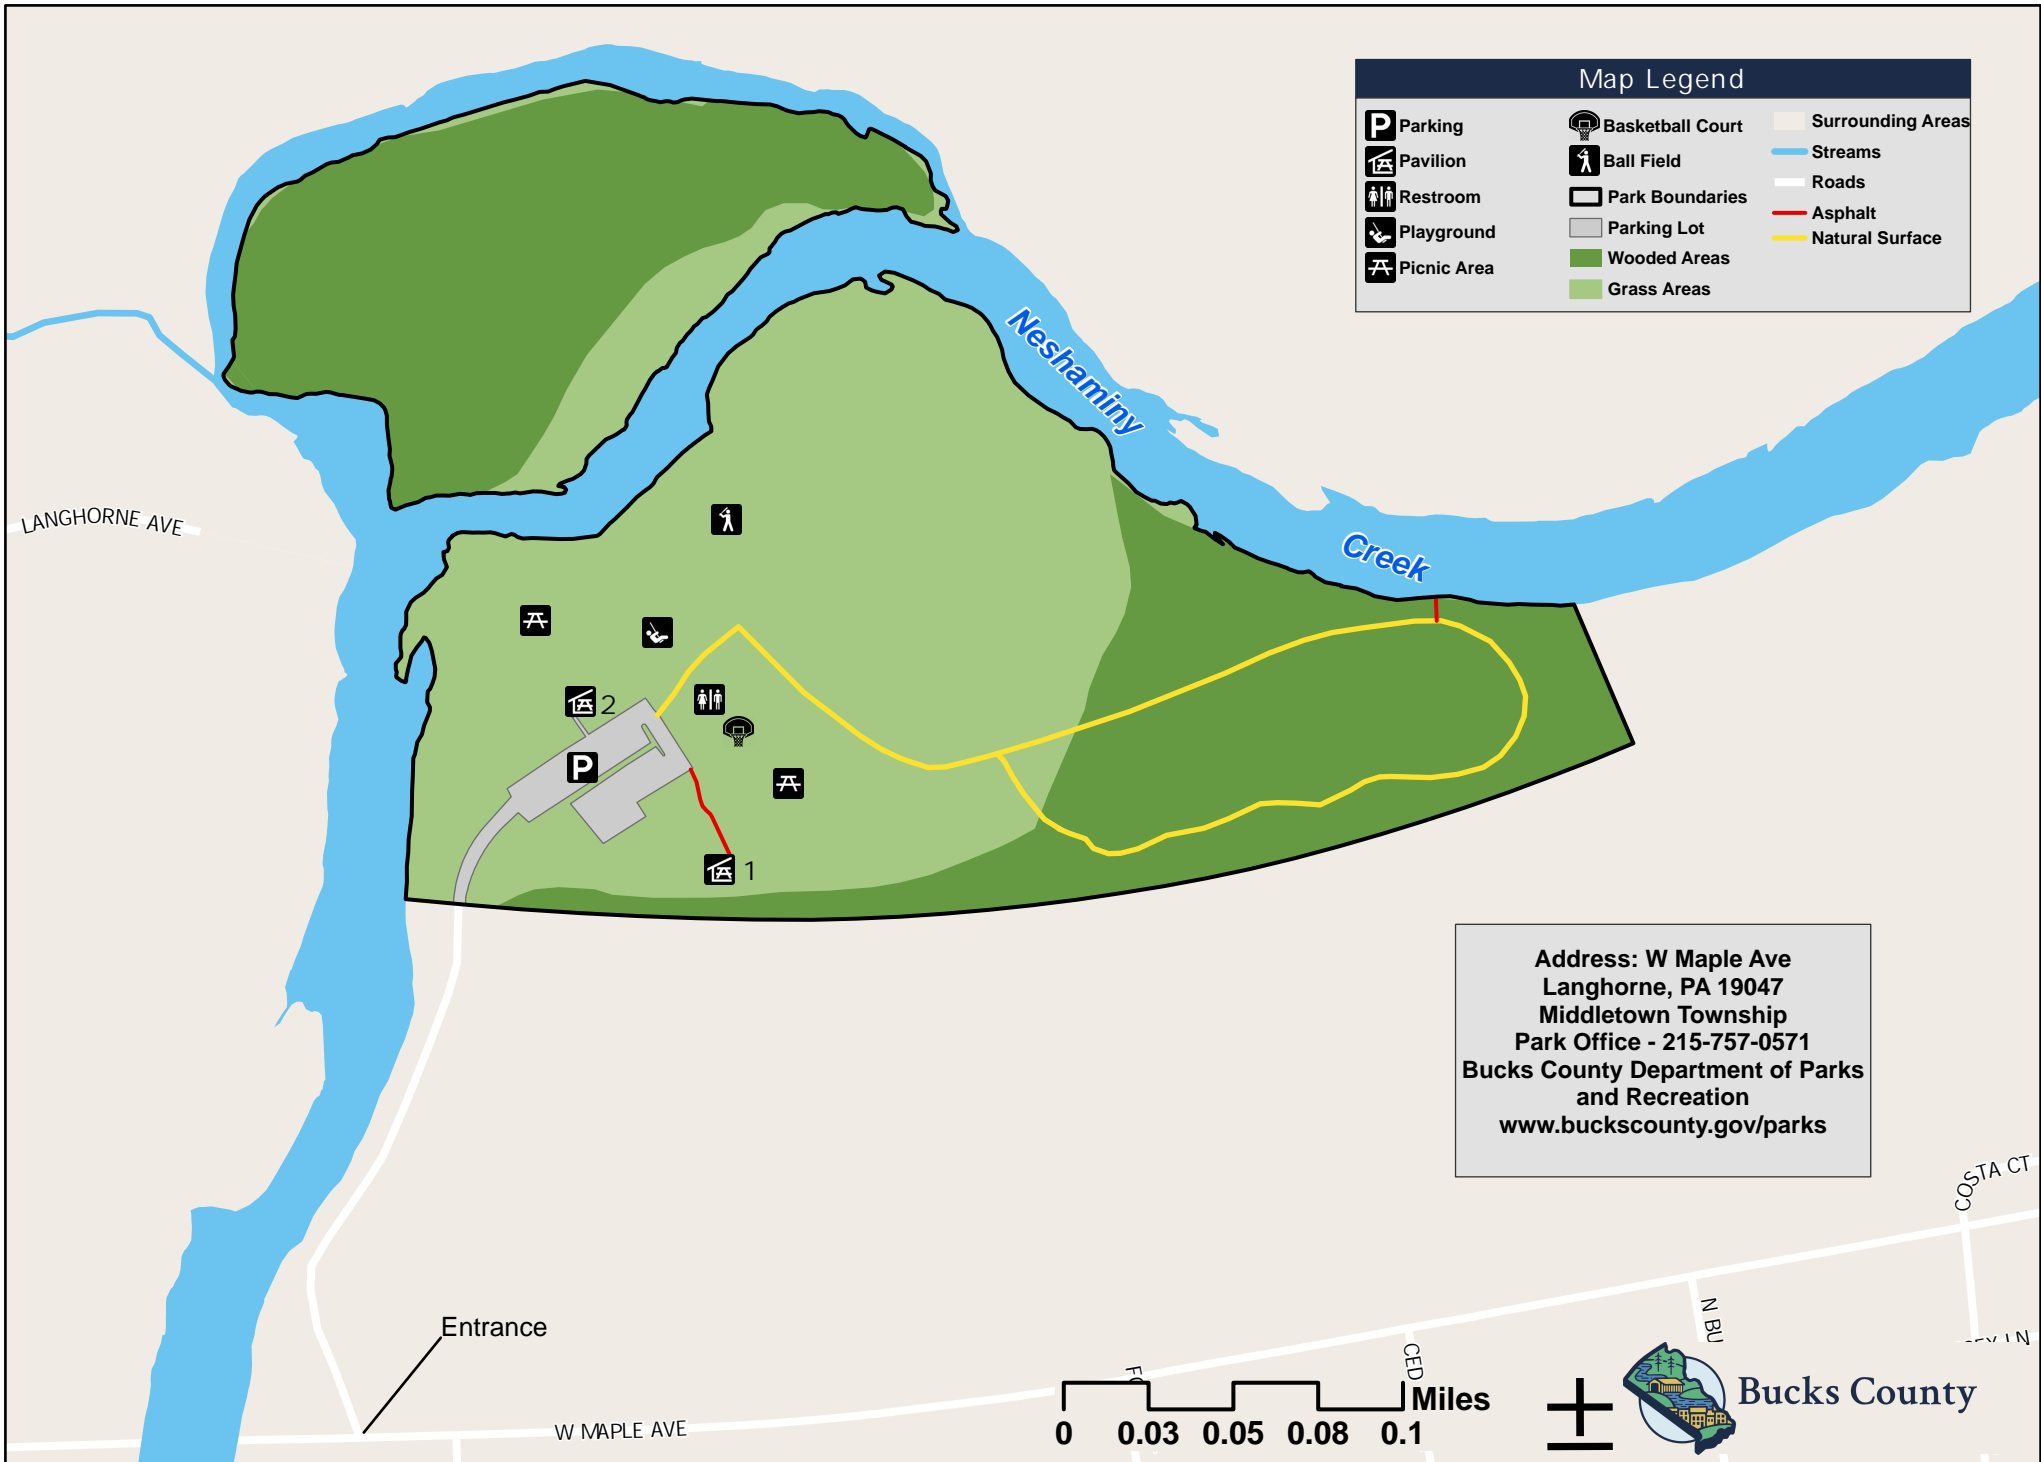 Map Legend
Parking
Pavilion
Restroom
Playground
Picnic Area
Basketball Court
Ball Field
Park Boundaries
Parking Lot
Wooded Areas
Grass Areas
Surrounding Areas
Streams
Roads
Asphalt
Natural Surface
P
Neshaminy
Creek
LANGHORNE AVE
2
P
1
Address: W Maple Ave
Langhorne, PA 19047
Middletown Township
Park Office - 215-757-0571
Bucks County Department of Parks
and Recreation
www.buckscounty.gov/parks
COSTA CT
N BU
Entrance
W MAPLE AVE
CED
LN
Miles
0 0.03 0.05 0.08 0.1
Bucks County